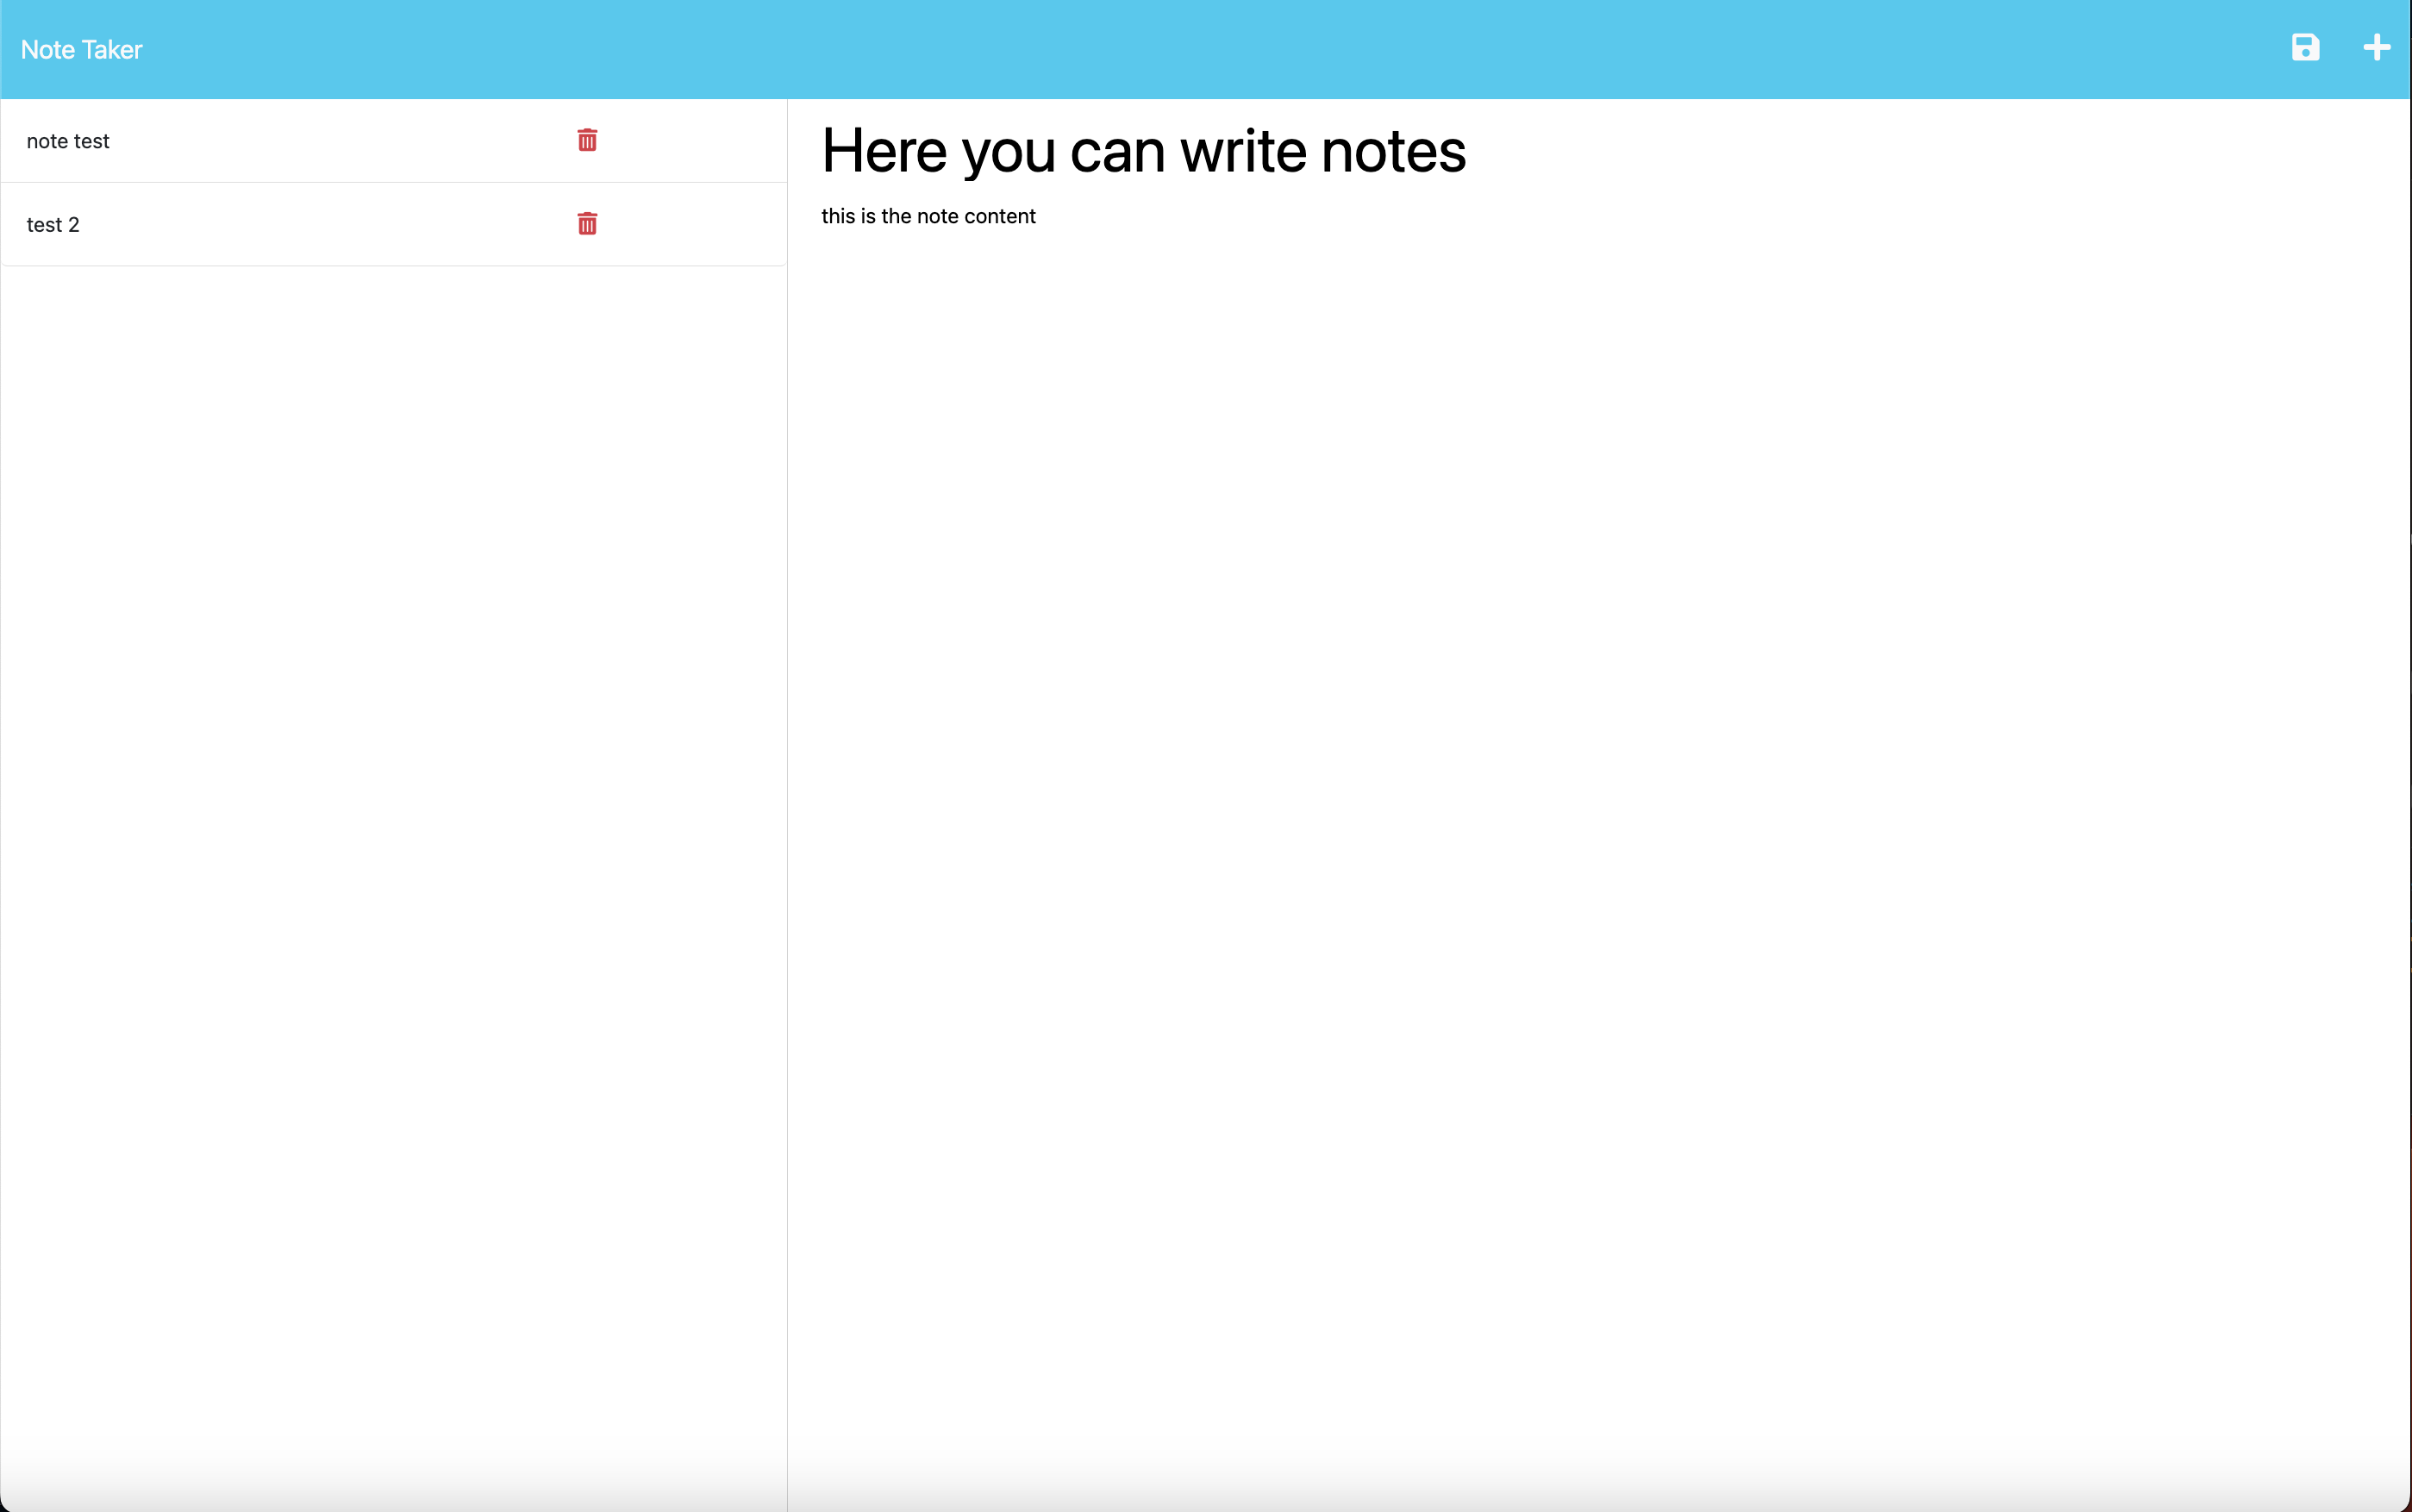 Note Taker
note test
test 2
Here you can write notes
this is the note content